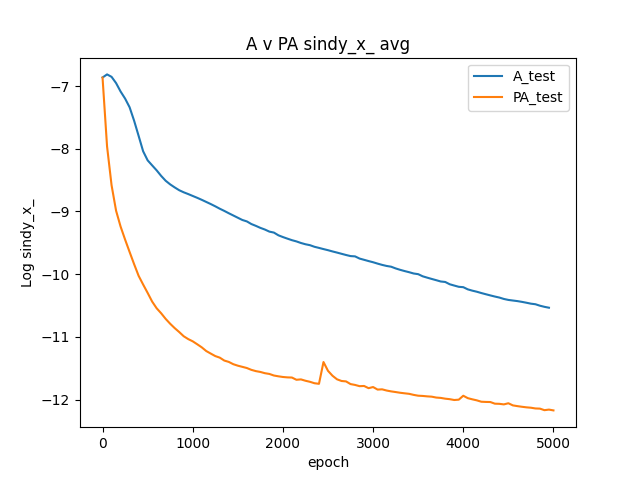 A v PA sindy_x_ avg
A_test
PA_test
Log sindy_x_
−7
−8
−9
−10
−11
−12
0 1000 2000 3000 4000 5000
epoch